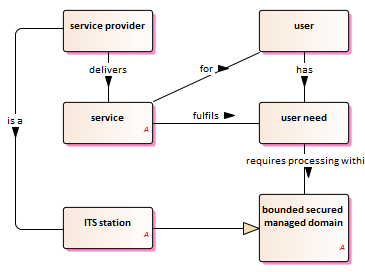 service provider
user
delivers
for
has
is a
service
A
fulfils
user need
A
requires processing withi
ITS station
A
bounded secured
managed domain
A